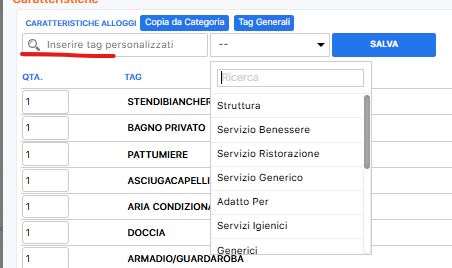 Caratteristiche
CARATTERISTICHE ALLOGGI Copia da Categoria Tag Generali
Inserire tag personalizzati -- SALVA
Ricerca
QTA. TAG
Struttura
1 STENDIBIANCHER
Servizio Benessere
1 BAGNO PRIVATO
Servizio Ristorazione
1 PATTUMIERE
Servizio Generico
1 ASCIUGACAPELLI
Adatto Per
1 ARIA CONDIZIONA
Servizi Igienici
1 DOCCIA
Generici
1 ARMADIO/GUARDAROBA